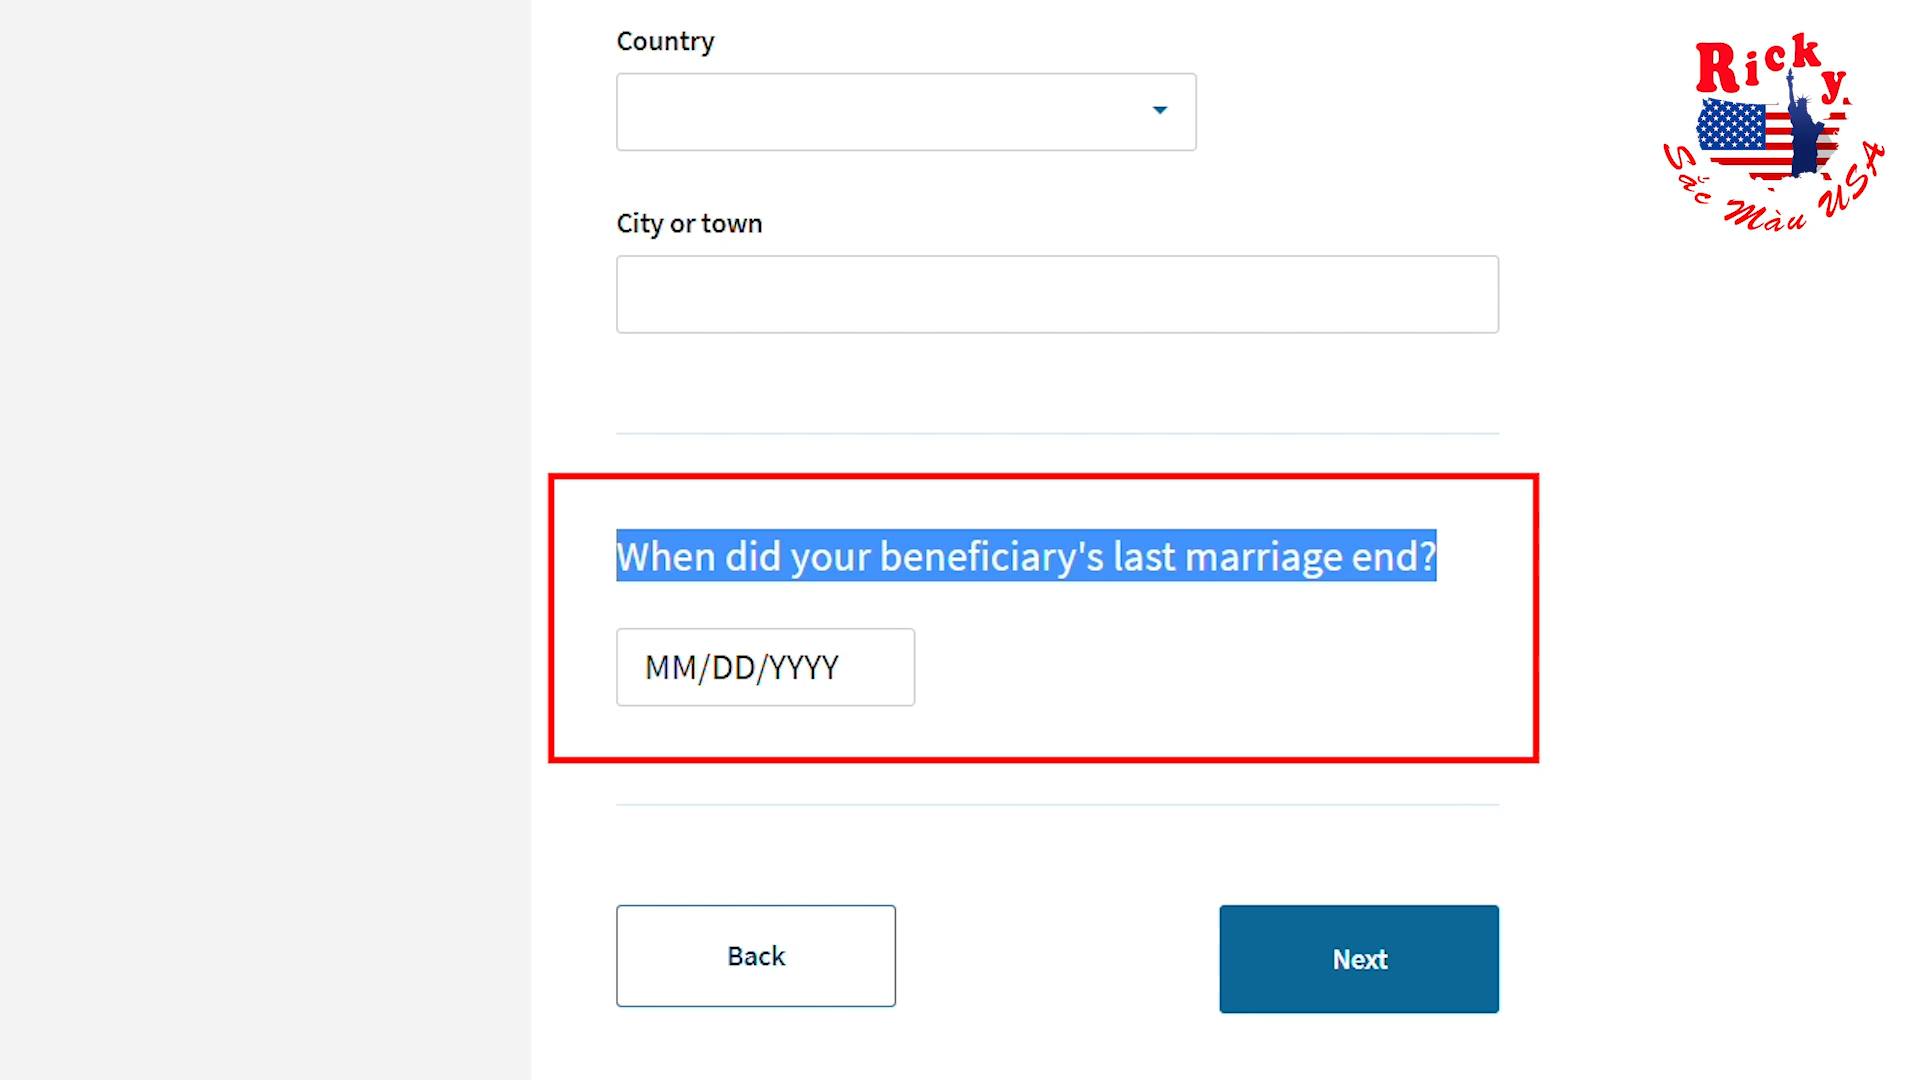 Country
City or town
When did your beneficiary's last marriage end?
MM/DD/YYYY
Back
Next
Ricky
Sắc Màu USA